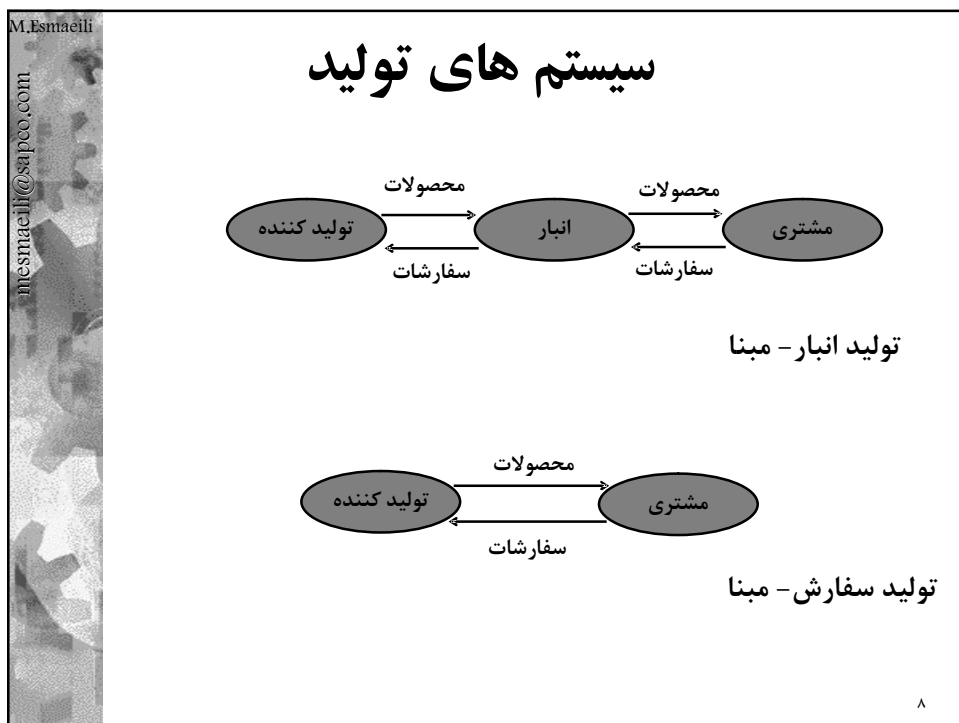 M.Esmaeili
mesmaeili@sapco.com
سیستم های تولید
محصولات
محصولات
مشتری
انبار
تولید کننده
سفارشات
سفارشات
تولید انبار- مبنا
محصولات
مشتری
تولید کننده
سفارشات
تولید سفارش- مبنا
۸